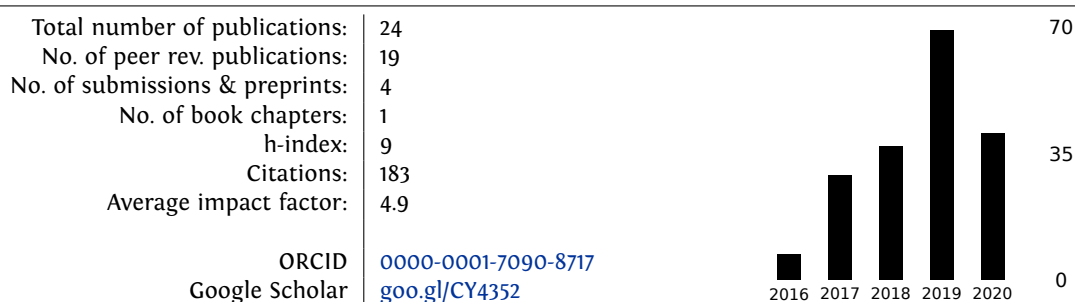 Total number of publications: 24
No. of peer rev. publications: 19
No. of submissions & preprints: 4
No. of book chapters: 1
h-index: 9
Citations: 183
Average impact factor: 4.9
ORCID 0000-0001-7090-8717
Google Scholar goo.gl/CY4352
70
35
0
2016 2017 2018 2019 2020